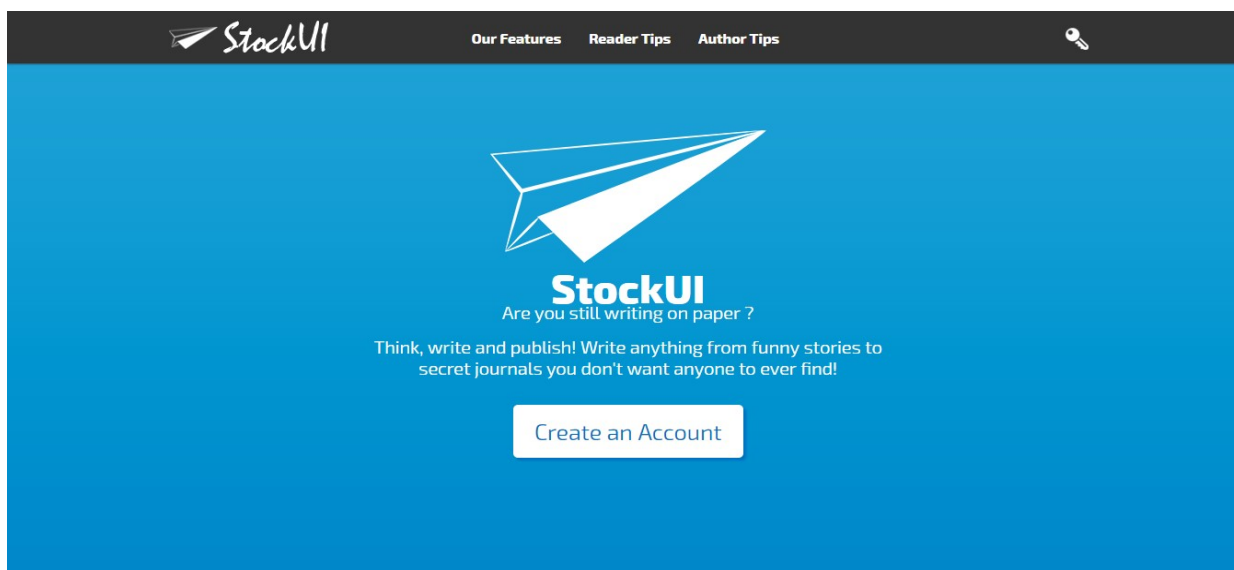 StockUI
Our Features Reader Tips Author Tips
StockUI
Are you still writing on paper ?
Think, write and publish! Write anything from funny stories to
secret journals you don't want anyone to ever find!
Create an Account